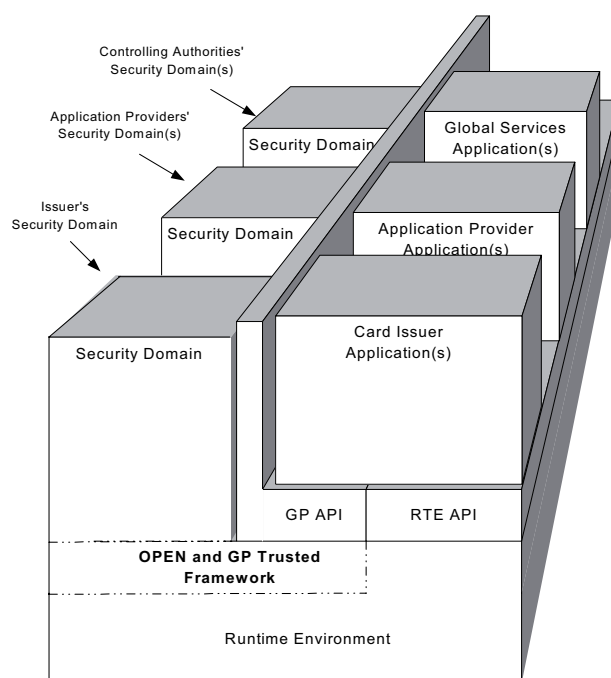 Controlling Authorities'
Security Domain(s)
Application Providers'
Security Domain(s)
Issuer's
Security Domain
Security Domain
Global Services
Application(s)
Security Domain
Application Provider
Application(s)
Security Domain
Card Issuer
Application(s)
GP API
RTE API
OPEN and GP Trusted
Framework
Runtime Environment